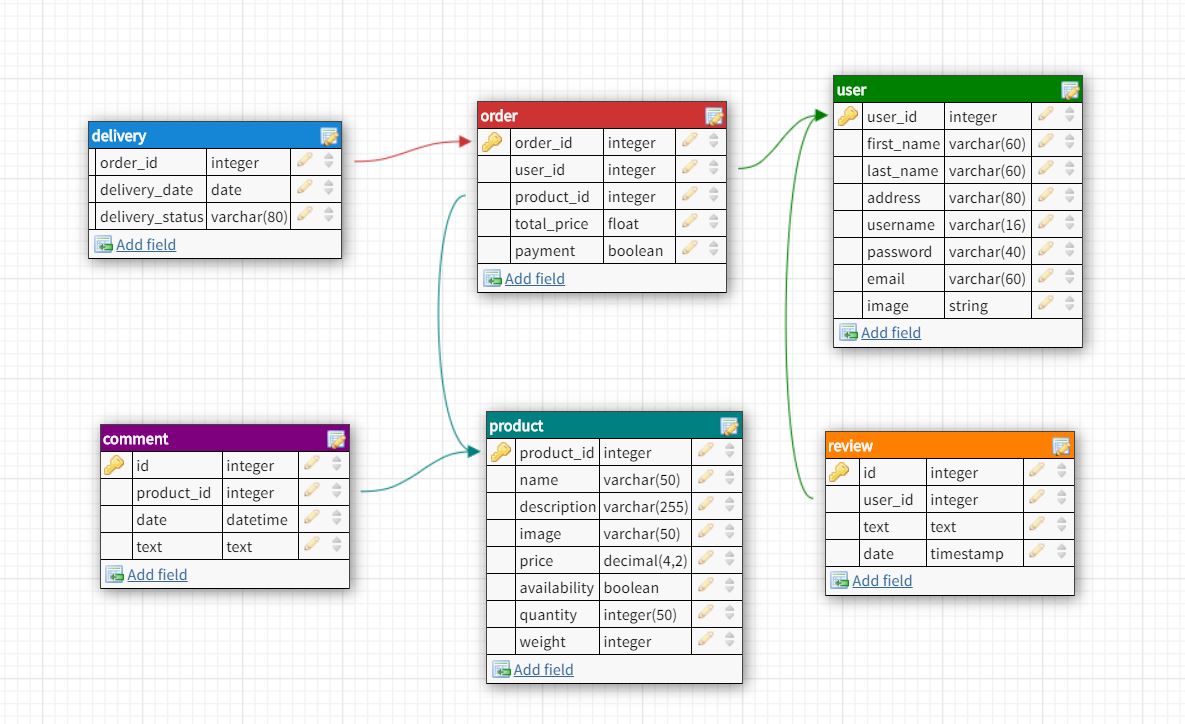 delivery
order_id integer
delivery_date date
delivery_status varchar(80)
Add field
order
order_id integer
user_id integer
product_id integer
total_price float
payment boolean
Add field
user
user_id integer
first_name varchar(60)
last_name varchar(60)
address varchar(80)
username varchar(16)
password varchar(40)
email varchar(60)
image string
Add field
comment
id integer
product_id integer
date datetime
text text
Add field
product
product_id integer
name varchar(50)
description varchar(255)
image varchar(50)
price decimal(4,2)
availability boolean
quantity integer(50)
weight integer
Add field
review
id integer
user_id integer
text text
date timestamp
Add field